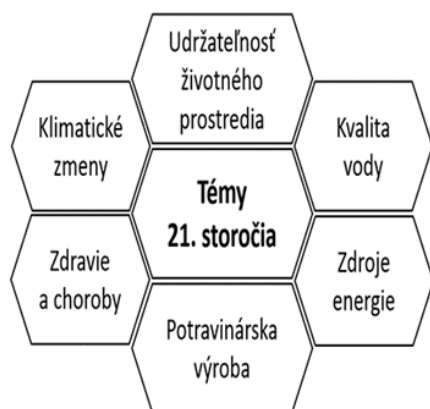 Udržateľnosť
životného
prostredia
Klimatické
zmeny
Kvalita
vody
Témy
21. storočia
Zdravie
a choroby
Zdroje
energie
Potravinárska
výroba